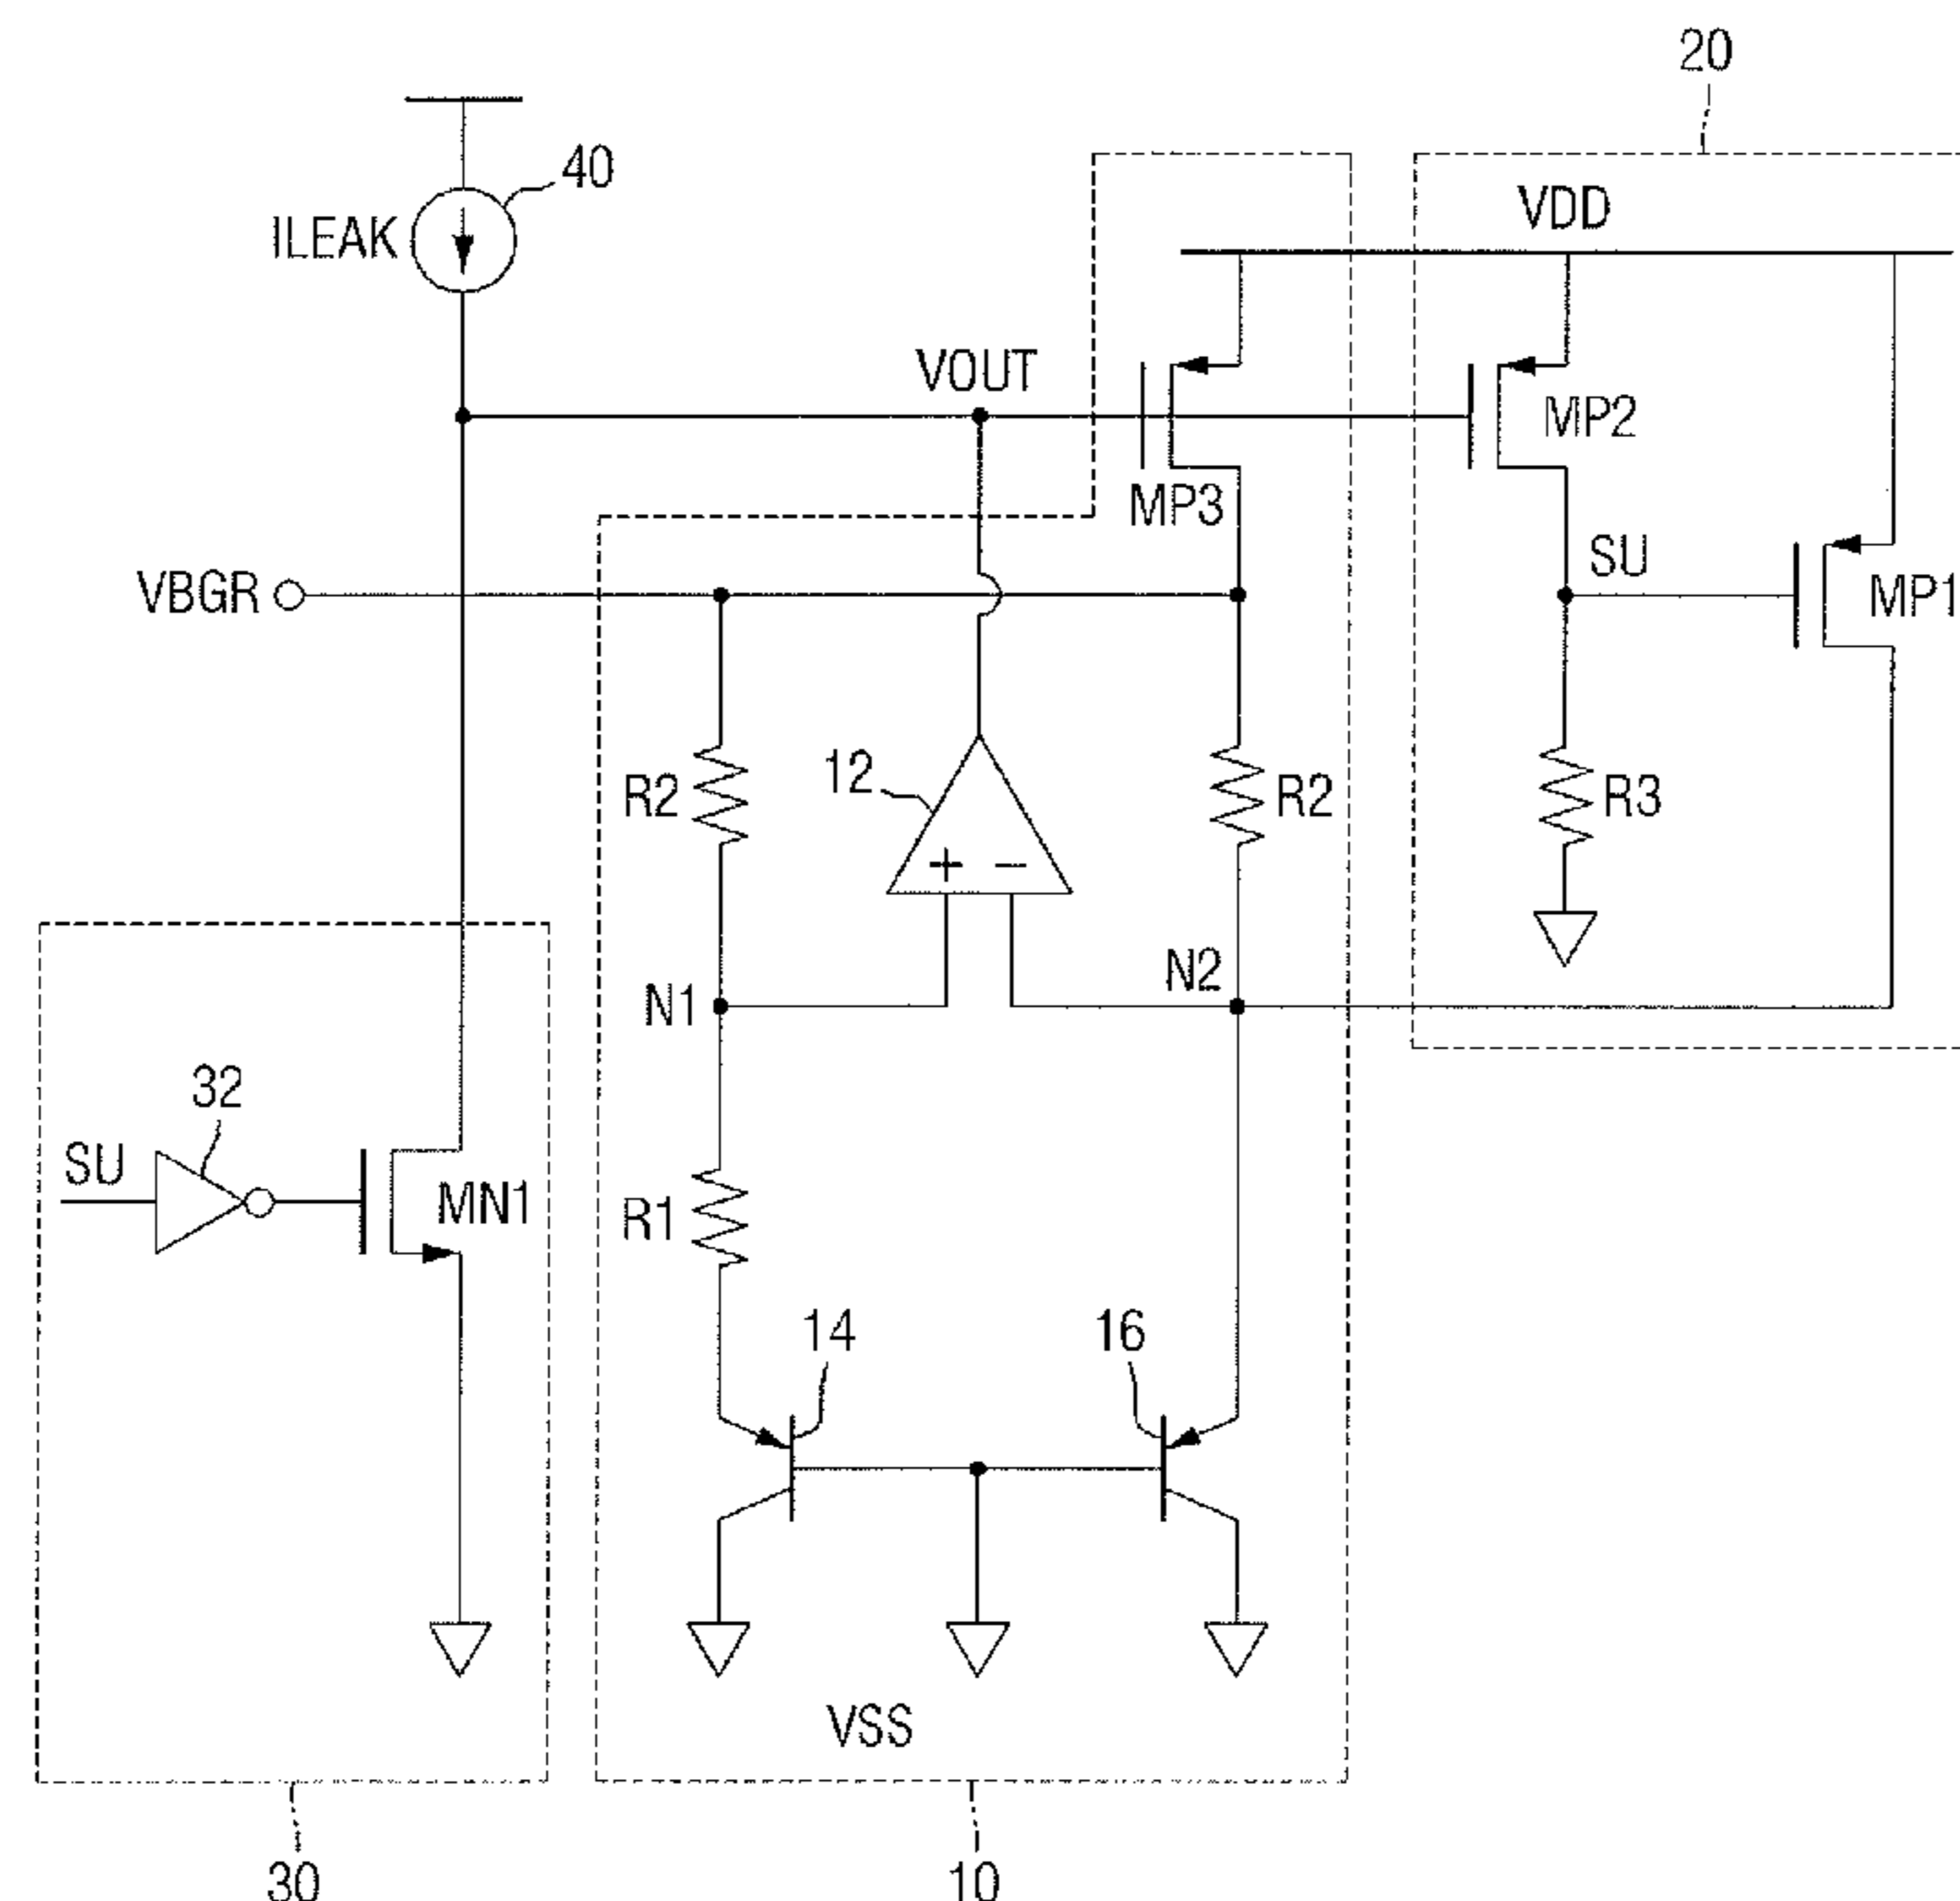 20
40
VDD
ILEAK
VOUT
MP2
MP3
SU
VBGR
MP1
12
R2
R2
R3
+ −
N2
N1
32
SU
MN1
R1
14
16
VSS
30
10